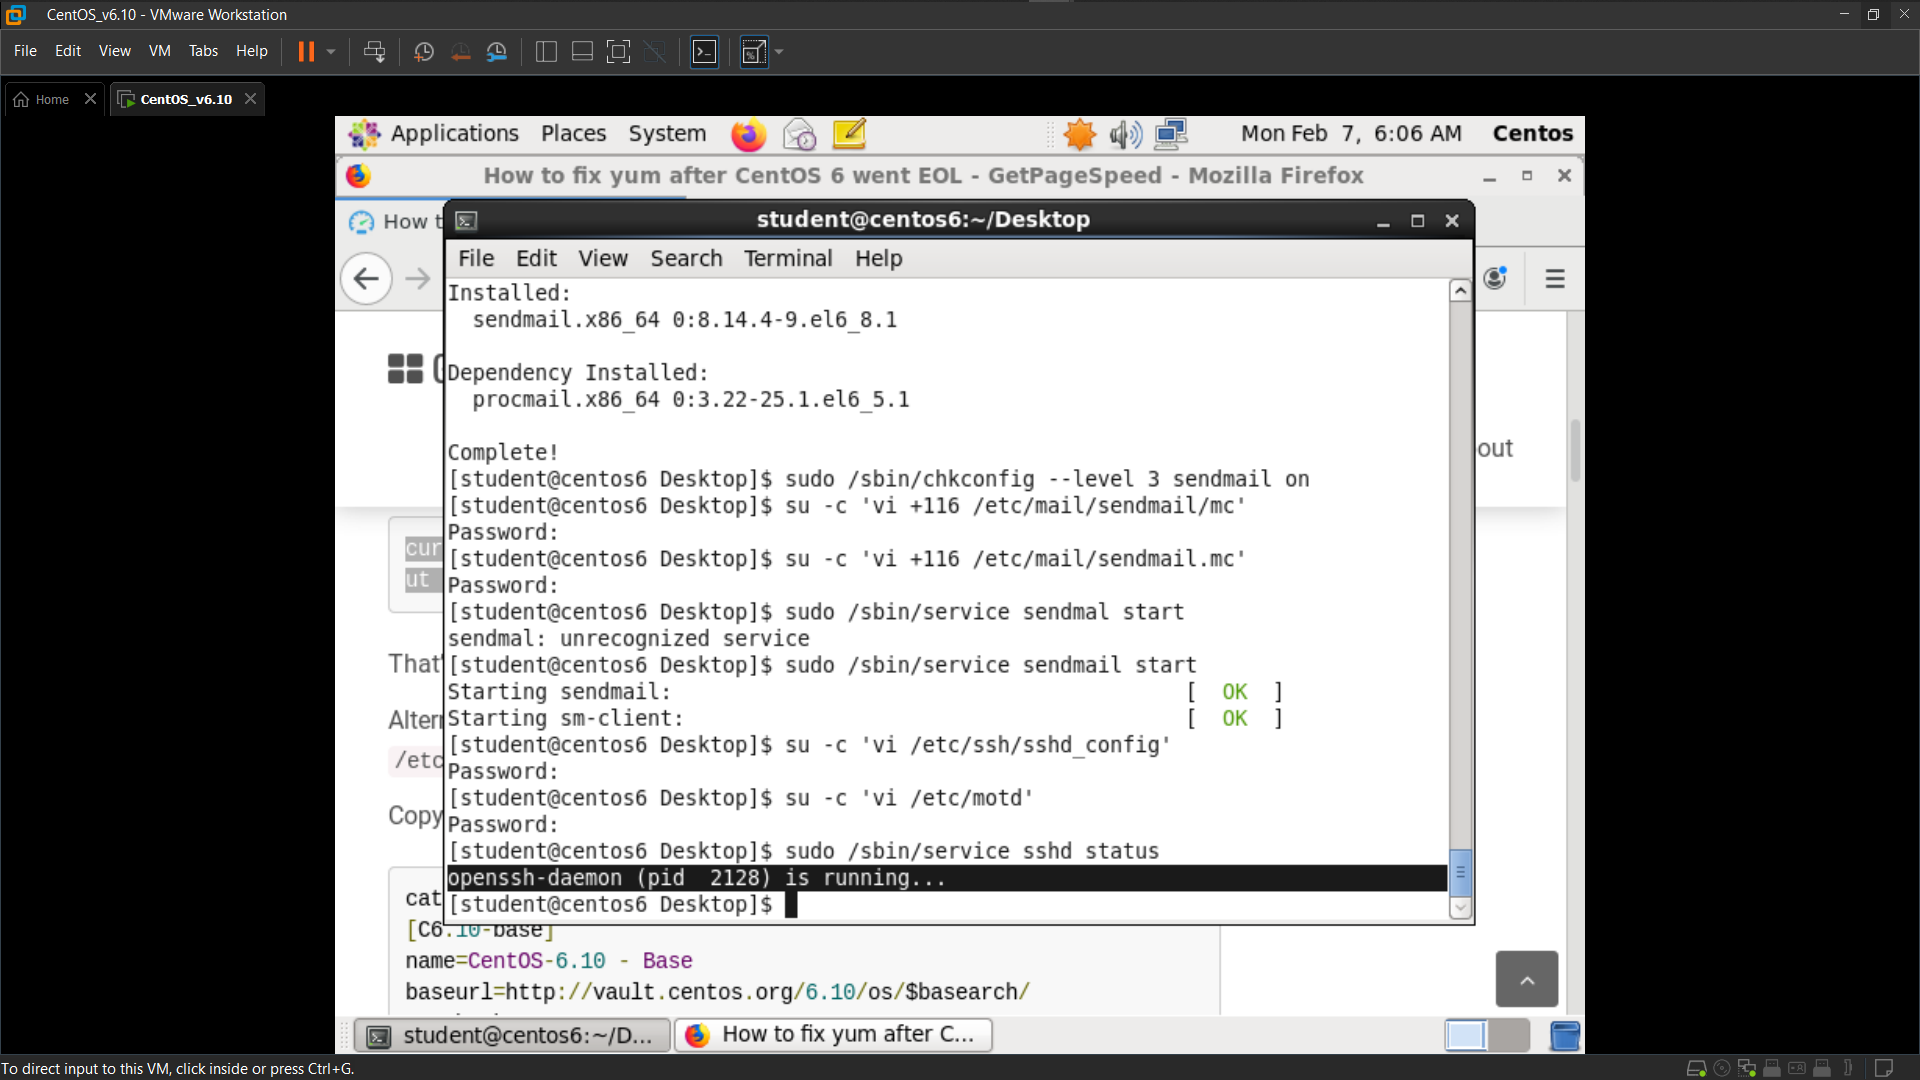 CentOS_v6.10 - VMware Workstation
File Edit View VM Tabs Help
Home CentOS_v6.10
Applications Places System Mon Feb 7, 6:06 AM Centos
How to fix yum after CentOS 6 went EOL - GetPageSpeed - Mozilla Firefox
How t
student@centos6:~/Desktop
File Edit View Search Terminal Help
Installed:
sendmail.x86_64 0:8.14.4-9.el6_8.1
Dependency Installed:
procmail.x86_64 0:3.22-25.1.el6_5.1
out
Complete!
[student@centos6 Desktop]$ sudo /sbin/chkconfig --level 3 sendmail on
[student@centos6 Desktop]$ su -c 'vi +116 /etc/mail/sendmail/mc'
Password:
cur
[student@centos6 Desktop]$ su -c 'vi +116 /etc/mail/sendmail.mc'
ut
Password:
[student@centos6 Desktop]$ sudo /sbin/service sendmal start
sendmal: unrecognized service
That'
[student@centos6 Desktop]$ sudo /sbin/service sendmail start
Starting sendmail: [ OK ]
Altern
Starting sm-client: [ OK ]
[student@centos6 Desktop]$ su -c 'vi /etc/ssh/sshd_config'
/etc
Password:
[student@centos6 Desktop]$ su -c 'vi /etc/motd'
Copy
Password:
[student@centos6 Desktop]$ sudo /sbin/service sshd status
openssh-daemon (pid  2128) is running...
cat
[student@centos6 Desktop]$
[C6.10-base]
name=CentOS-6.10 - Base
baseurl=http://vault.centos.org/6.10/os/$basearch/
student@centos6:~/D... How to fix yum after C...
To direct input to this VM, click inside or press Ctrl+G.